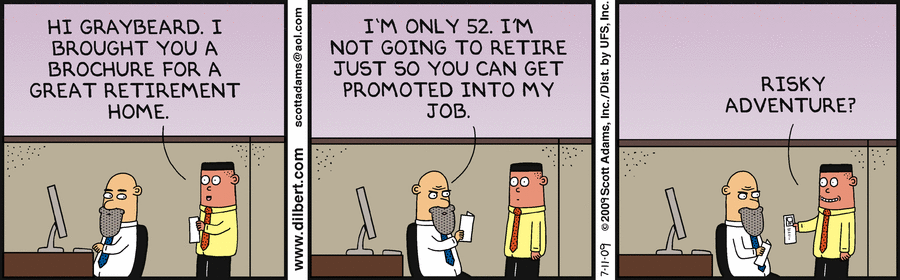 HI GRAYBEARD. I
BROUGHT YOU A
BROCHURE FOR A
GREAT RETIREMENT
HOME.
www.dilbert.com
scottadams@aol.com
I'M ONLY 52. I'M
NOT GOING TO RETIRE
JUST SO YOU CAN GET
PROMOTED INTO MY
JOB.
7-11-09 ©2009 Scott Adams, Inc./Dist. by UFS, Inc.
RISKY
ADVENTURE?